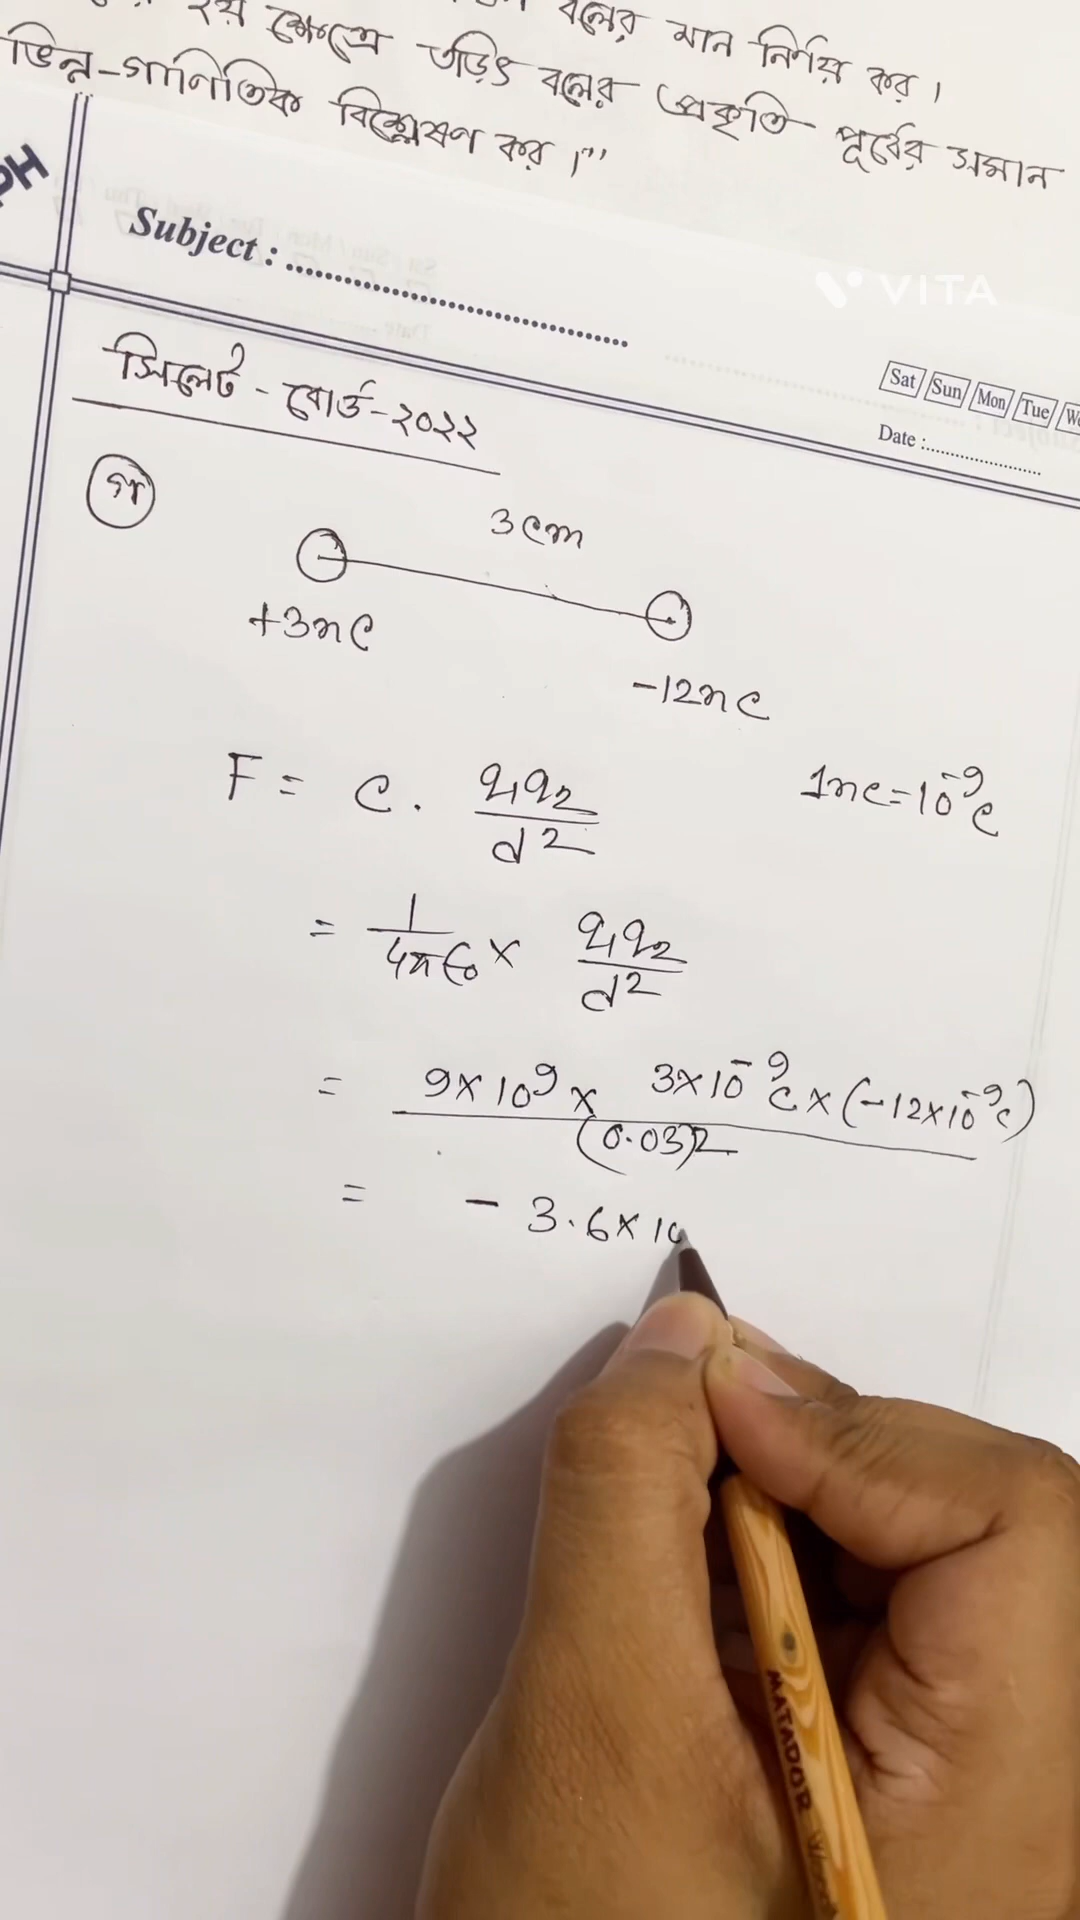 ২য় ক্ষেত্রে
বলের মান নির্ণয় কর।
তড়িৎ বলের প্রকৃতি পূর্বের সমান
ভিন্ন-গাণিতিক বিশ্লেষণ কর।”
Subject :
VITA
Sat Sun Mon Tue
Date :
সিলেট - বোর্ড-২০২২
গ
3cm
+3nC
-12nC
F = C. q₁q₂/d²
1nc=10⁻⁹C
= 1/4πε₀ × q₁q₂/d²
= 9×10⁹× 3×10⁻⁹C×(-12×10⁻⁹C)/(0.03)2
= - 3.6×10
MATADOR